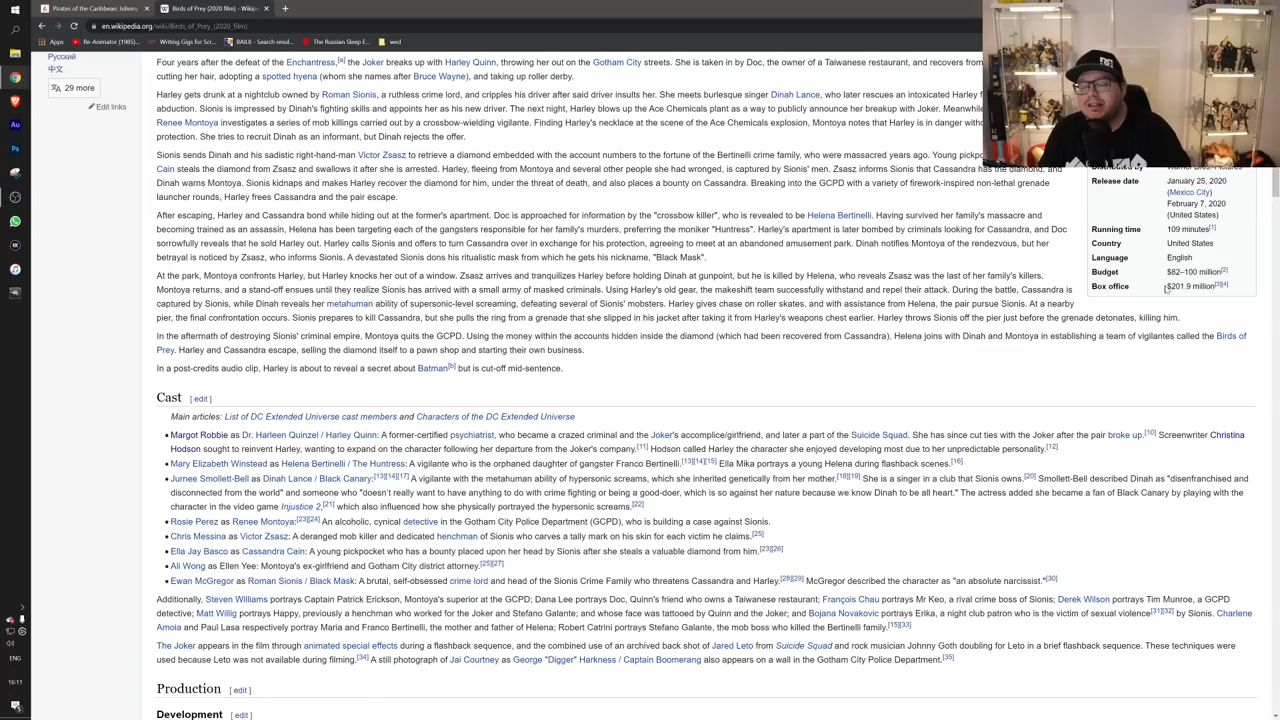 Pirates of the Caribbean: Johnny
Birds of Prey (2020 film) - Wikip
en.wikipedia.org/wiki/Birds_of_Prey_(2020_film)
Apps
Re-Animator (1985)...
Writing Gigs for Scr...
BAILII - Search resul...
The Russian Sleep E...
wed
Русский
中文
29 more
Edit links
Four years after the defeat of the Enchantress,[a] the Joker breaks up with Harley Quinn, throwing her out on the Gotham City streets. She is taken in by Doc, the owner of a Taiwanese restaurant, and recovers from
cutting her hair, adopting a spotted hyena (whom she names after Bruce Wayne), and taking up roller derby.
Harley gets drunk at a nightclub owned by Roman Sionis, a ruthless crime lord, and cripples his driver after said driver insults her. She meets burlesque singer Dinah Lance, who later rescues an intoxicated Harley f
abduction. Sionis is impressed by Dinah's fighting skills and appoints her as his new driver. The next night, Harley blows up the Ace Chemicals plant as a way to publicly announce her breakup with Joker. Meanwhile
Renee Montoya investigates a series of mob killings carried out by a crossbow-wielding vigilante. Finding Harley's necklace at the scene of the Ace Chemicals explosion, Montoya notes that Harley is in danger witho
protection. She tries to recruit Dinah as an informant, but Dinah rejects the offer.
Sionis sends Dinah and his sadistic right-hand-man Victor Zsasz to retrieve a diamond embedded with the account numbers to the fortune of the Bertinelli crime family, who were massacred years ago. Young pickp
Cain steals the diamond from Zsasz and swallows it after she is arrested. Harley, fleeing from Montoya and several other people she had wronged, is captured by Sionis' men. Zsasz informs Sionis that Cassandra has the diamond, and
Dinah warns Montoya. Sionis kidnaps and makes Harley recover the diamond for him, under the threat of death, and also places a bounty on Cassandra. Breaking into the GCPD with a variety of firework-inspired non-lethal grenade
launcher rounds, Harley frees Cassandra and the pair escape.
After escaping, Harley and Cassandra bond while hiding out at the former's apartment. Doc is approached for information by the "crossbow killer", who is revealed to be Helena Bertinelli. Having survived her family's massacre and
becoming trained as an assassin, Helena has been targeting each of the gangsters responsible for her family's murders, preferring the moniker "Huntress". Harley's apartment is later bombed by criminals looking for Cassandra, and Doc
sorrowfully reveals that he sold Harley out. Harley calls Sionis and offers to turn Cassandra over in exchange for his protection, agreeing to meet at an abandoned amusement park. Dinah notifies Montoya of the rendezvous, but her
betrayal is noticed by Zsasz, who informs Sionis. A devastated Sionis dons his ritualistic mask from which he gets his nickname, "Black Mask".
At the park, Montoya confronts Harley, but Harley knocks her out of a window. Zsasz arrives and tranquilizes Harley before holding Dinah at gunpoint, but he is killed by Helena, who reveals Zsasz was the last of her family's killers.
Montoya returns, and a stand-off ensues until they realize Sionis has arrived with a small army of masked criminals. Using Harley's old gear, the makeshift team successfully withstand and repel their attack. During the battle, Cassandra is
captured by Sionis, while Dinah reveals her metahuman ability of supersonic-level screaming, defeating several of Sionis' mobsters. Harley gives chase on roller skates, and with assistance from Helena, the pair pursue Sionis. At a nearby
pier, the final confrontation occurs. Sionis prepares to kill Cassandra, but she pulls the ring from a grenade that she slipped in his jacket after taking it from Harley's weapons chest earlier. Harley throws Sionis off the pier just before the grenade detonates, killing him.
In the aftermath of destroying Sionis' criminal empire, Montoya quits the GCPD. Using the money within the accounts hidden inside the diamond (which had been recovered from Cassandra), Helena joins with Dinah and Montoya in establishing a team of vigilantes called the Birds of
Prey. Harley and Cassandra escape, selling the diamond itself to a pawn shop and starting their own business.
In a post-credits audio clip, Harley is about to reveal a secret about Batman[b] but is cut-off mid-sentence.
Release date January 25, 2020
(Mexico City)
February 7, 2020
(United States)
Running time 109 minutes[1]
Country United States
Language English
Budget $82–100 million[2]
Box office $201.9 million[3][4]
Cast [ edit ]
Main articles: List of DC Extended Universe cast members and Characters of the DC Extended Universe
• Margot Robbie as Dr. Harleen Quinzel / Harley Quinn: A former-certified psychiatrist, who became a crazed criminal and the Joker's accomplice/girlfriend, and later a part of the Suicide Squad. She has since cut ties with the Joker after the pair broke up.[10] Screenwriter Christina
Hodson sought to reinvent Harley, wanting to expand on the character following her departure from the Joker's company.[11] Hodson called Harley the character she enjoyed developing most due to her unpredictable personality.[12]
• Mary Elizabeth Winstead as Helena Bertinelli / The Huntress: A vigilante who is the orphaned daughter of gangster Franco Bertinelli.[13][14][15] Ella Mika portrays a young Helena during flashback scenes.[16]
• Jurnee Smollett-Bell as Dinah Lance / Black Canary:[13][14][17] A vigilante with the metahuman ability of hypersonic screams, which she inherited genetically from her mother.[18][19] She is a singer in a club that Sionis owns.[20] Smollett-Bell described Dinah as "disenfranchised and
disconnected from the world" and someone who "doesn't really want to have anything to do with crime fighting or being a good-doer, which is so against her nature because we know Dinah to be all heart." The actress added she became a fan of Black Canary by playing with the
character in the video game Injustice 2,[21] which also influenced how she physically portrayed the hypersonic screams.[22]
• Rosie Perez as Renee Montoya:[23][24] An alcoholic, cynical detective in the Gotham City Police Department (GCPD), who is building a case against Sionis.
• Chris Messina as Victor Zsasz: A deranged mob killer and dedicated henchman of Sionis who carves a tally mark on his skin for each victim he claims.[25]
• Ella Jay Basco as Cassandra Cain: A young pickpocket who has a bounty placed upon her head by Sionis after she steals a valuable diamond from him.[23][26]
• Ali Wong as Ellen Yee: Montoya's ex-girlfriend and Gotham City district attorney.[25][27]
• Ewan McGregor as Roman Sionis / Black Mask: A brutal, self-obsessed crime lord and head of the Sionis Crime Family who threatens Cassandra and Harley.[28][29] McGregor described the character as "an absolute narcissist."[30]
Additionally, Steven Williams portrays Captain Patrick Erickson, Montoya's superior at the GCPD; Dana Lee portrays Doc, Quinn's friend who owns a Taiwanese restaurant; François Chau portrays Mr Keo, a rival crime boss of Sionis; Derek Wilson portrays Tim Munroe, a GCPD
detective; Matt Willig portrays Happy, previously a henchman who worked for the Joker and Stefano Galante, and whose face was tattooed by Quinn and the Joker; and Bojana Novakovic portrays Erika, a night club patron who is the victim of sexual violence[31][32] by Sionis. Charlene
Amoia and Paul Lasa respectively portray Maria and Franco Bertinelli, the mother and father of Helena; Robert Catrini portrays Stefano Galante, the mob boss who killed the Bertinelli family.[15][33]
The Joker appears in the film through animated special effects during a flashback sequence, and the combined use of an archived back shot of Jared Leto from Suicide Squad and rock musician Johnny Goth doubling for Leto in a brief flashback sequence. These techniques were
used because Leto was not available during filming.[34] A still photograph of Jai Courtney as George "Digger" Harkness / Captain Boomerang also appears on a wall in the Gotham City Police Department.[35]
Production [ edit ]
Development [ edit ]
Au
Ps
ENG
16:11